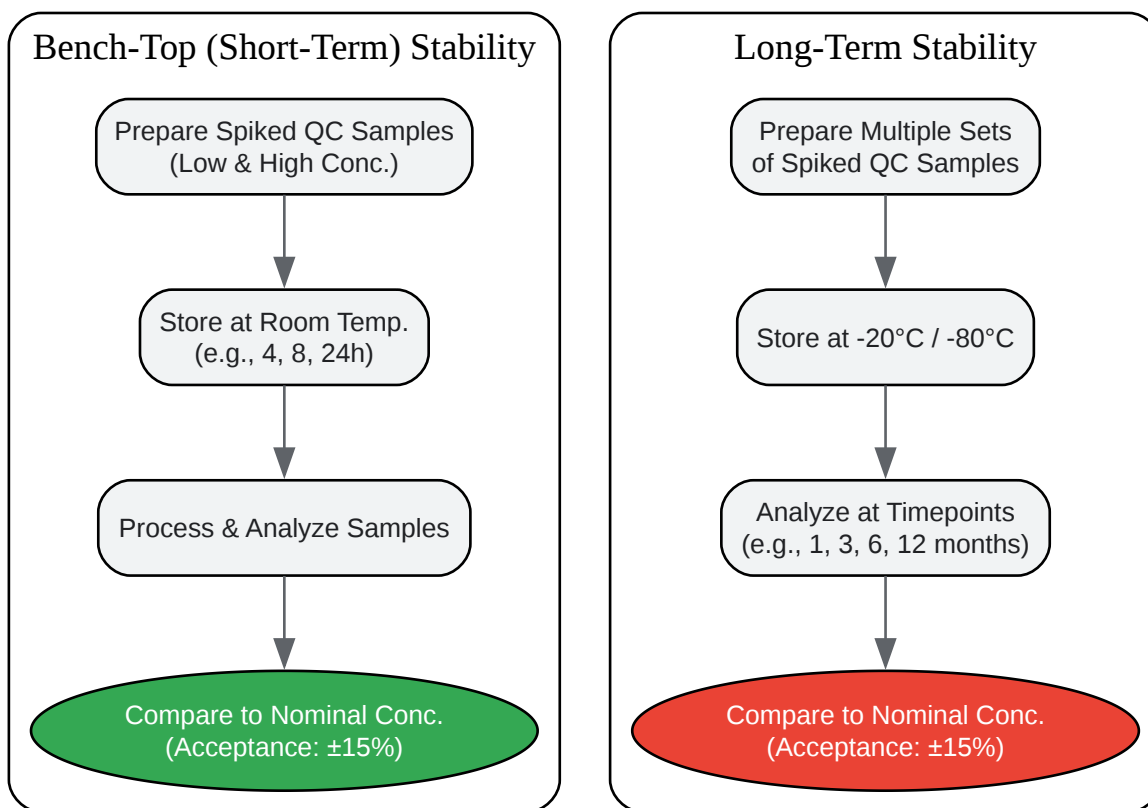 Bench-Top (Short-Term) Stability
Prepare Spiked QC Samples
(Low & High Conc.)
Store at Room Temp.
(e.g., 4, 8, 24h)
Process & Analyze Samples
Compare to Nominal Conc.
(Acceptance: ±15%)
Long-Term Stability
Prepare Multiple Sets
of Spiked QC Samples
Store at -20°C / -80°C
Analyze at Timepoints
(e.g., 1, 3, 6, 12 months)
Compare to Nominal Conc.
(Acceptance: ±15%)